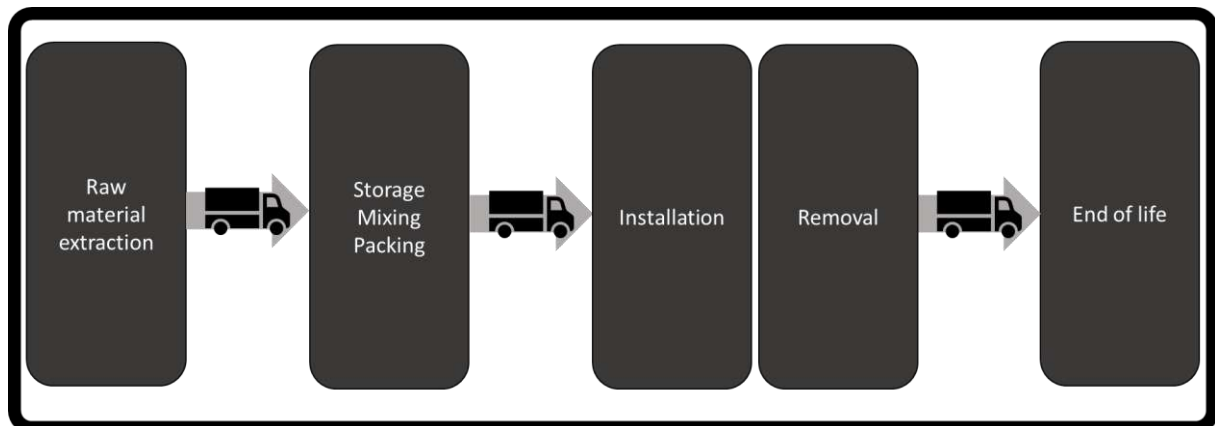 Raw
material
extraction
Storage
Mixing
Packing
Installation
Removal
End of life